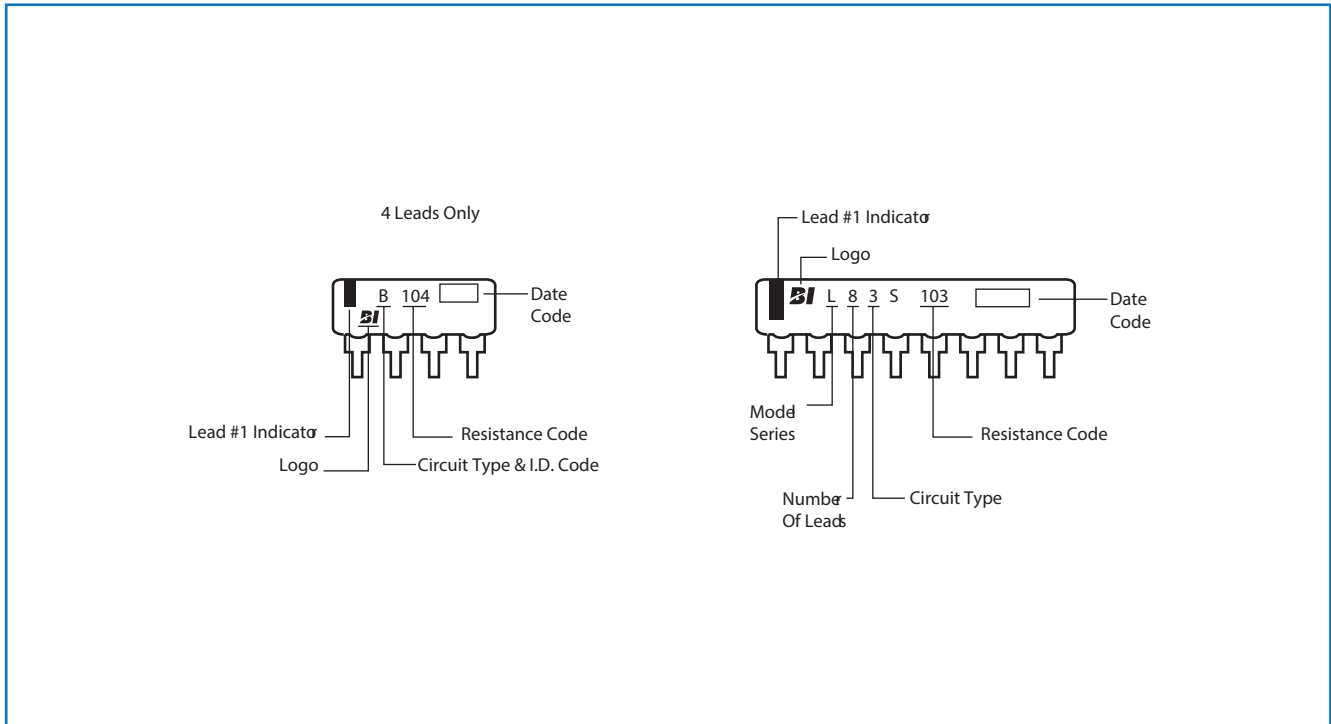 4 Leads Only
B 104
BI
Date
Code
Lead #1 Indicator
Logo
Resistance Code
Circuit Type & I.D. Code
Lead #1 Indicator
Logo
BI L 8 3 S 103
Date
Code
Model
Series
Resistance Code
Number
Of Leads
Circuit Type